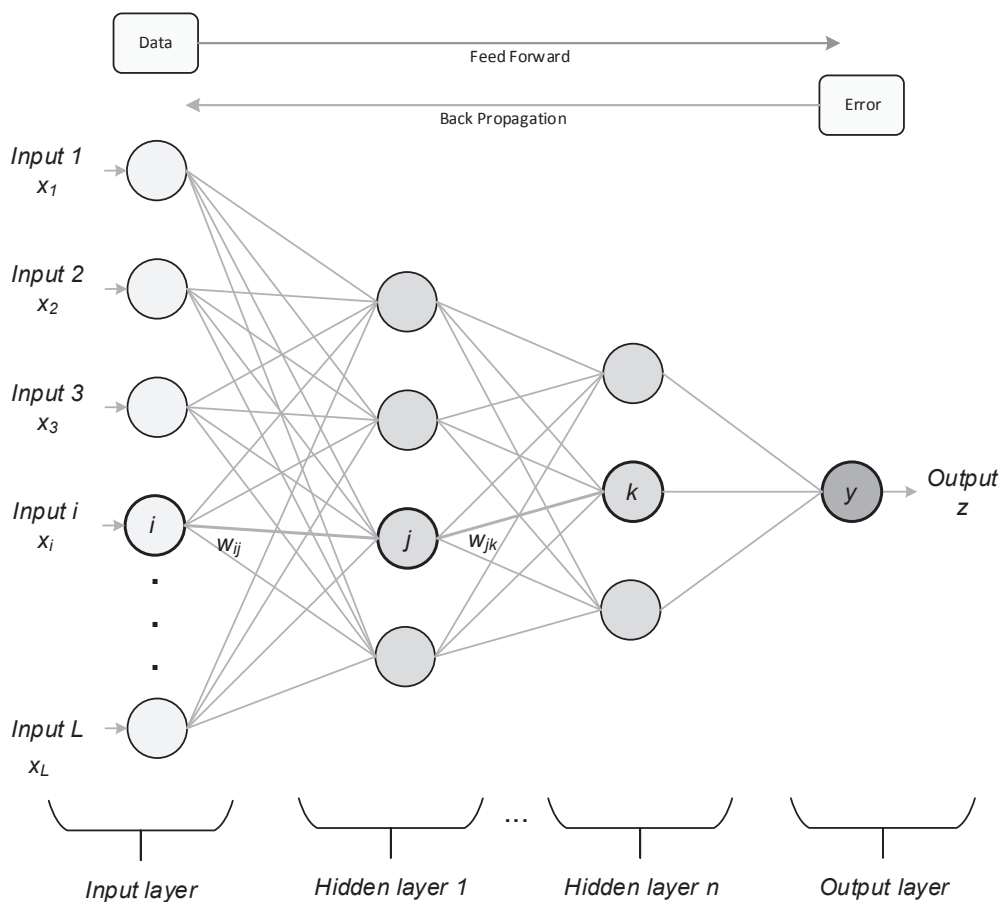 Data
Feed Forward
Back Propagation
Error
Input 1
x1
Input 2
x2
Input 3
x3
Input i
xi
i
wij
j
wjk
k
y
Output
z
.
.
.
Input L
xL
...
Input layer
Hidden layer 1
Hidden layer n
Output layer